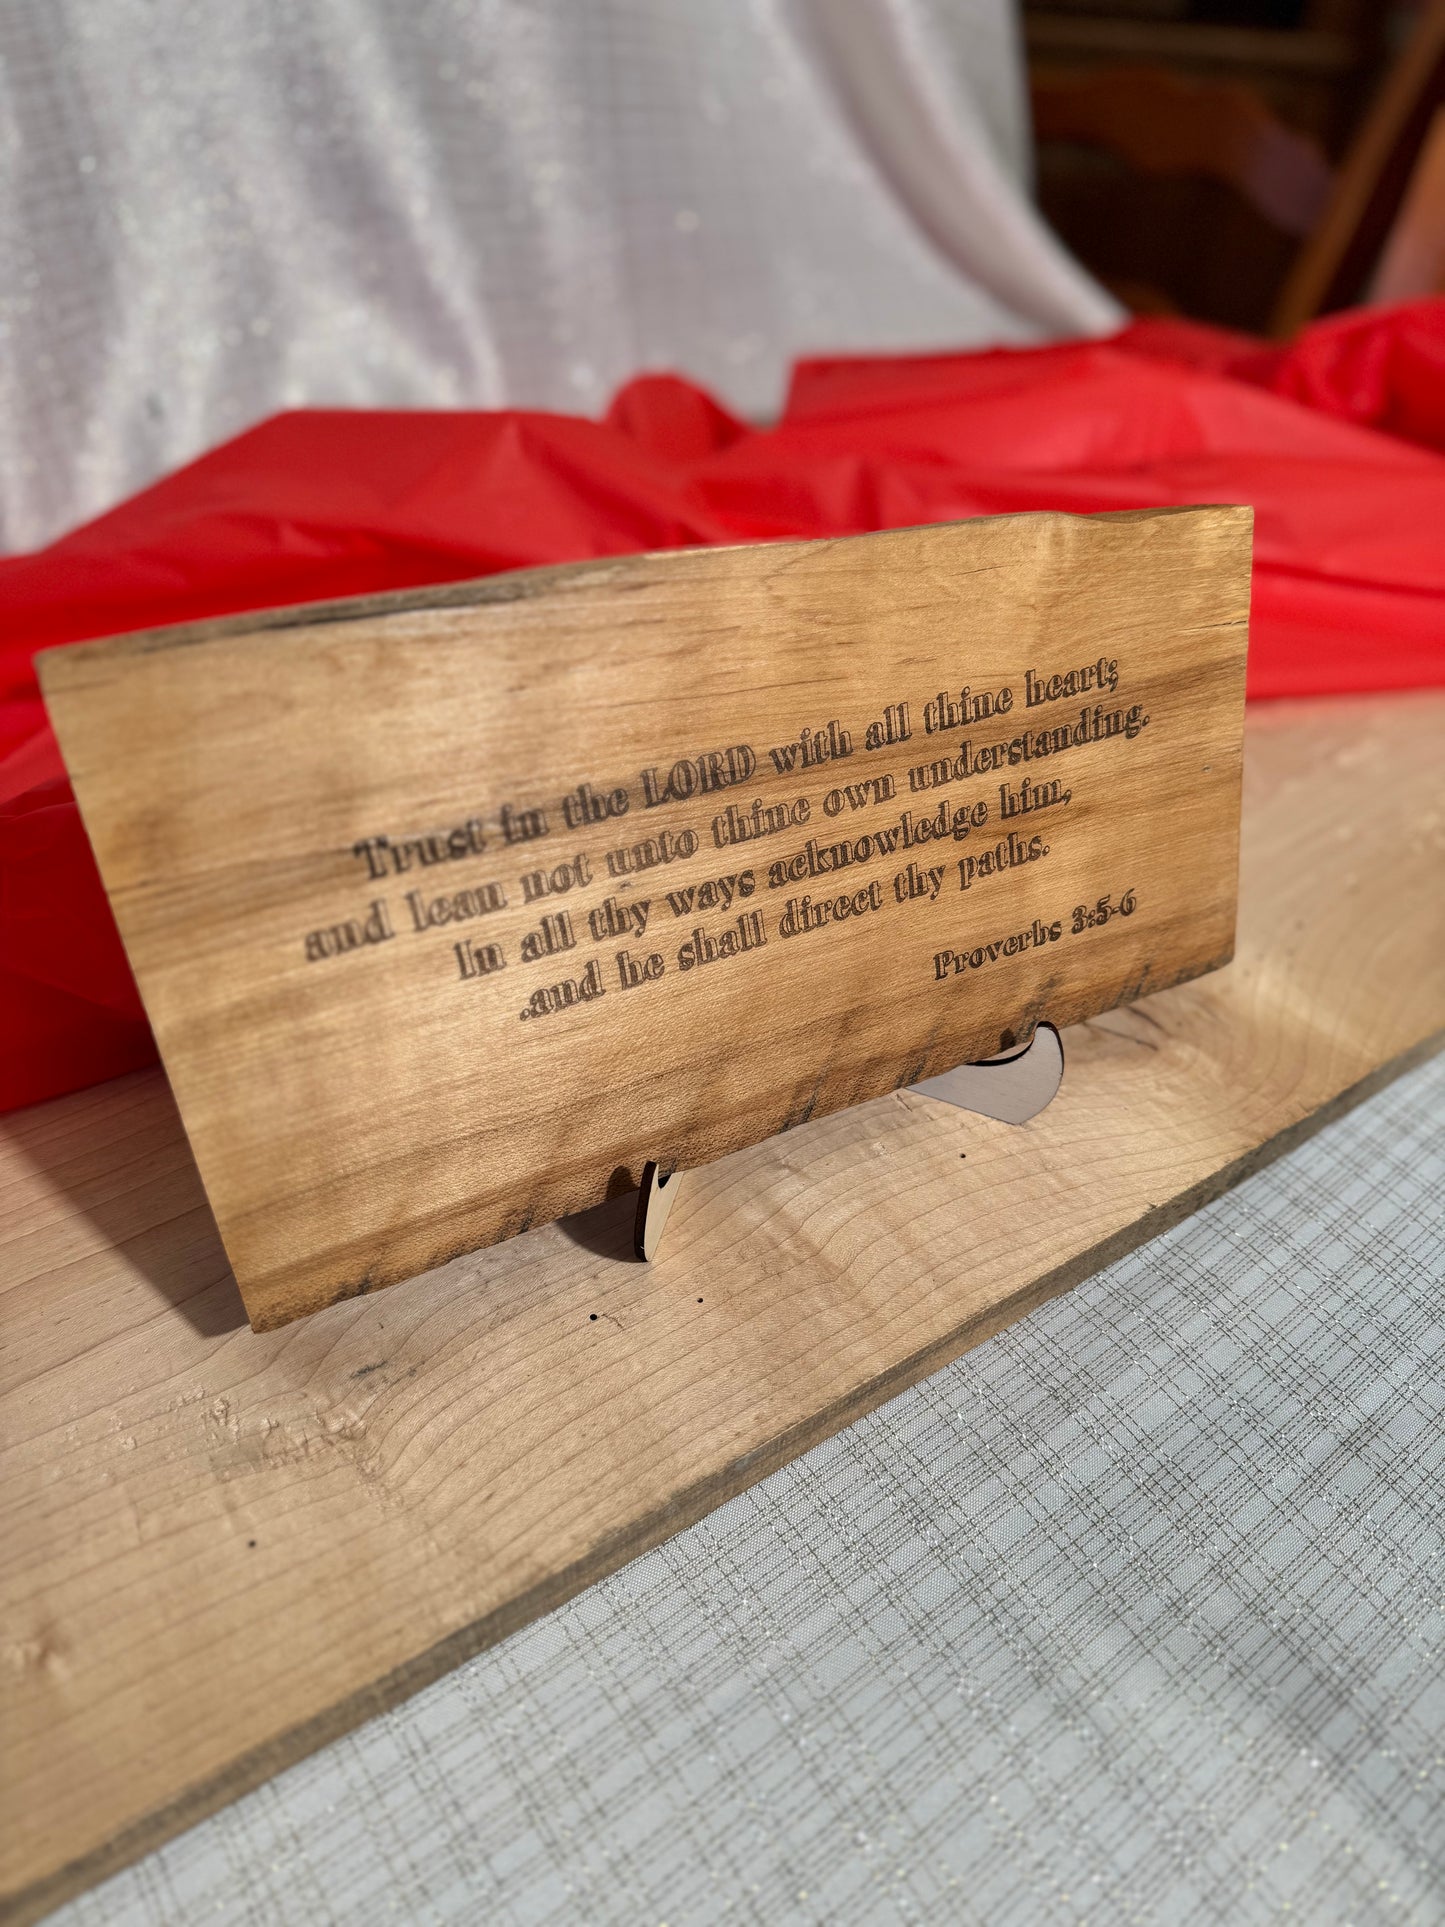 Trust in the LORD with all thine heart;
and lean not unto thine own understanding.
In all thy ways acknowledge him,
.and he shall direct thy paths.
Proverbs 3:5-6